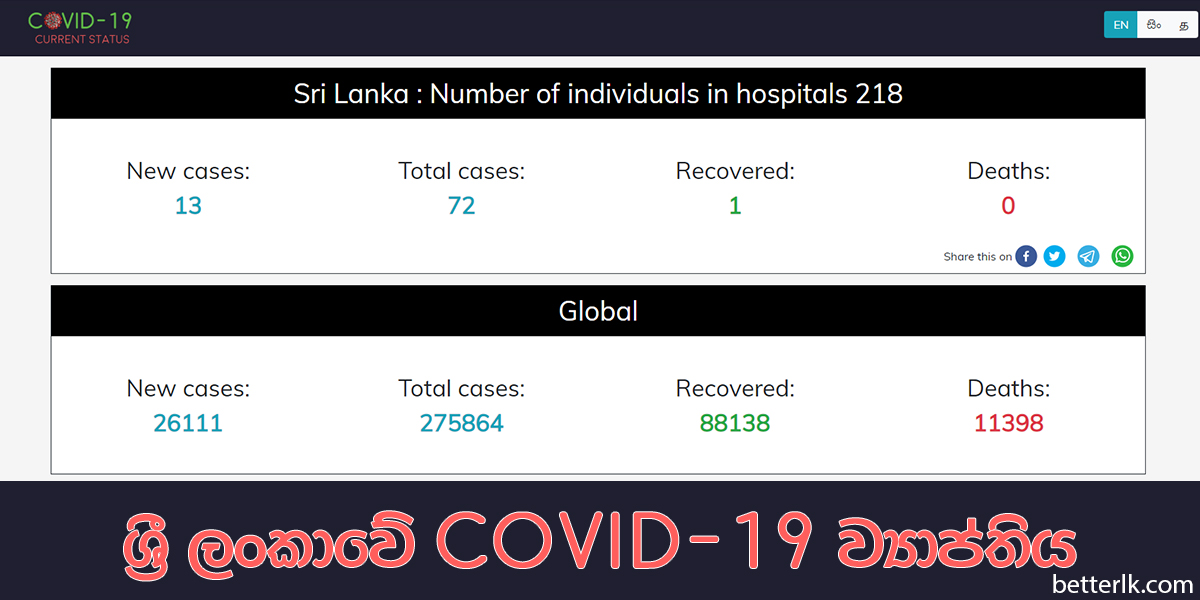 COVID-19
CURRENT STATUS
EN සිං த
Sri Lanka : Number of individuals in hospitals 218
New cases: Total cases: Recovered: Deaths:
13 72 1 0
Share this on
Global
New cases: Total cases: Recovered: Deaths:
26111 275864 88138 11398
ශ්‍රී ලංකාවේ COVID-19 ව්‍යාප්තිය
betterlk.com